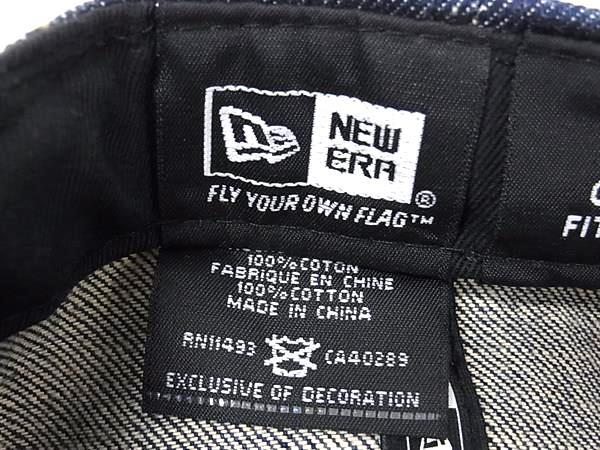 NEW
ERA
®
FLY YOUR OWN FLAG™
FIT
100%COTON
FABRIQUE EN CHINE
100%COTTON
MADE IN CHINA
RN11493 CA40289
EXCLUSIVE OF DECORATION